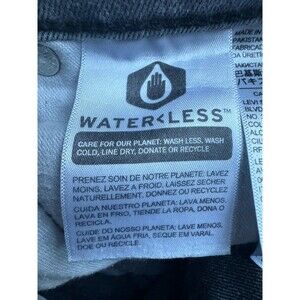 WATER<LESS™
CARE FOR OUR PLANET: WASH LESS, WASH
COLD, LINE DRY, DONATE OR RECYCLE
PRENEZ SOIN DE NOTRE PLANETE: LAVEZ
MOINS, LAVEZ A FROID, LAISSEZ SECHER
NATURELLEMENT. DONNEZ OU RECYCLEZ
CUIDA NUESTRO PLANETA: LAVA MENOS,
LAVA EN FRIO, TIENDE LA ROPA, DONA O
RECICLA.
CUIDE DO NOSSO PLANETA: LAVE MENOS,
LAVE EM ÁGUA FRIA, SEQUE EM VARAL,
DOE OU RECICLE.